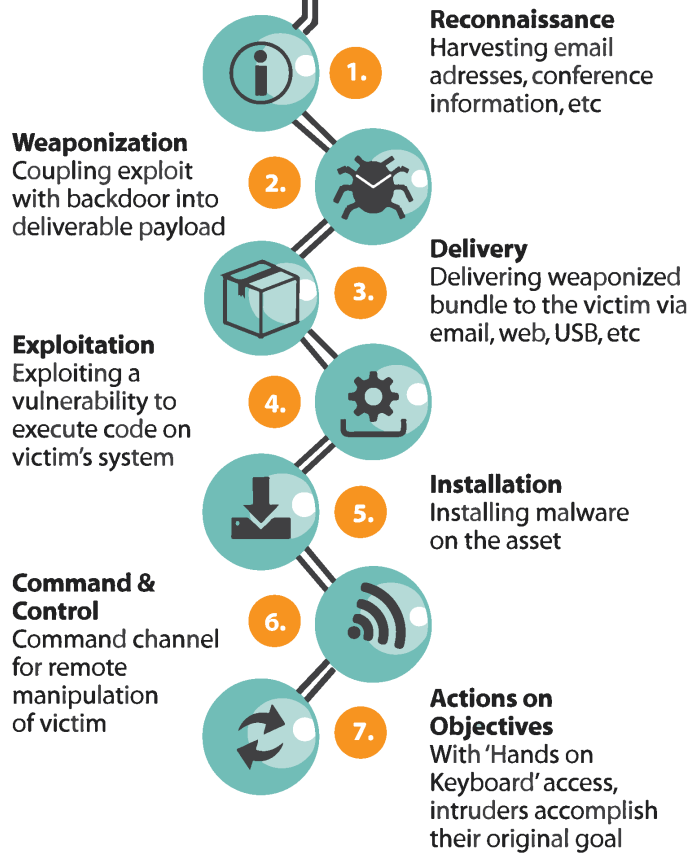 1.
Reconnaissance
Harvesting email
adresses, conference
information, etc
Weaponization
Coupling exploit
with backdoor into
deliverable payload
2.
3.
Delivery
Delivering weaponized
bundle to the victim via
email, web, USB, etc
Exploitation
Exploiting a
vulnerability to
execute code on
victim's system
4.
5.
Installation
Installing malware
on the asset
Command &
Control
Command channel
for remote
manipulation
of victim
6.
7.
Actions on
Objectives
With ‘Hands on
Keyboard’ access,
intruders accomplish
their original goal